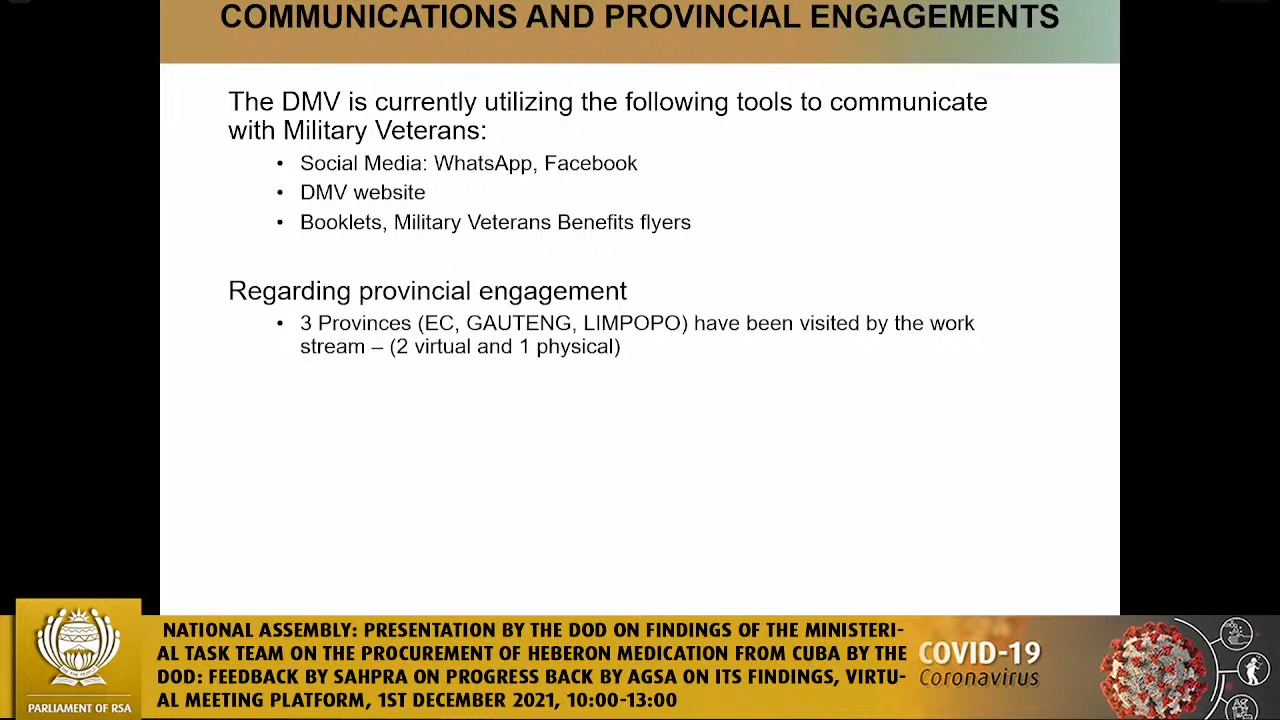 COMMUNICATIONS AND PROVINCIAL ENGAGEMENTS
The DMV is currently utilizing the following tools to communicate
with Military Veterans:
• Social Media: WhatsApp, Facebook
• DMV website
• Booklets, Military Veterans Benefits flyers
Regarding provincial engagement
• 3 Provinces (EC, GAUTENG, LIMPOPO) have been visited by the work
stream – (2 virtual and 1 physical)
NATIONAL ASSEMBLY: PRESENTATION BY THE DOD ON FINDINGS OF THE MINISTERI-
AL TASK TEAM ON THE PROCUREMENT OF HEBERON MEDICATION FROM CUBA BY THE
DOD: FEEDBACK BY SAHPRA ON PROGRESS BACK BY AGSA ON ITS FINDINGS, VIRTU-
AL MEETING PLATFORM, 1ST DECEMBER 2021, 10:00-13:00
PARLIAMENT OF RSA
COVID-19
Coronavirus